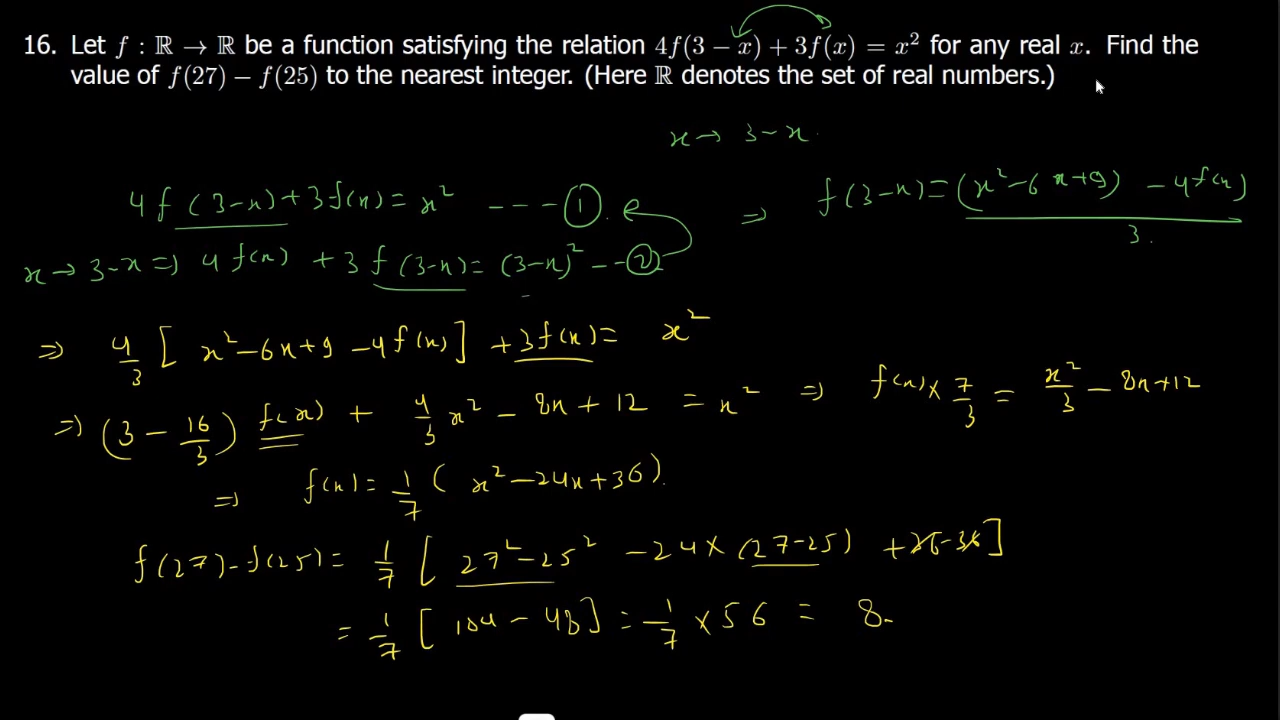 16. Let f : ℝ → ℝ be a function satisfying the relation 4f(3 − x) + 3f(x) = x² for any real x. Find the
value of f(27) − f(25) to the nearest integer. (Here ℝ denotes the set of real numbers.)
x → 3 − x
4f(3−x) + 3f(x) = x² ---- ①
⇒ f(3−x) = ((x²−6x+9) − 4f(x))/3
x → 3−x ⇒ 4f(x) + 3f(3−x) = (3−x)² --②
⇒ 4/3 [x²−6x+9 −4f(x)] + 3f(x) = x²
⇒ (3 − 16/3) f(x) + 4/3 x² − 8x + 12 = x² ⇒ f(x) × 7/3 = x²/3 − 8x + 12
⇒ f(x) = 1/7 (x² − 24x + 36).
f(27) − f(25) = 1/7 [27² − 25² − 24 × (27−25) + 36−36]
= 1/7 [104 − 48] = 1/7 × 56 = 8.